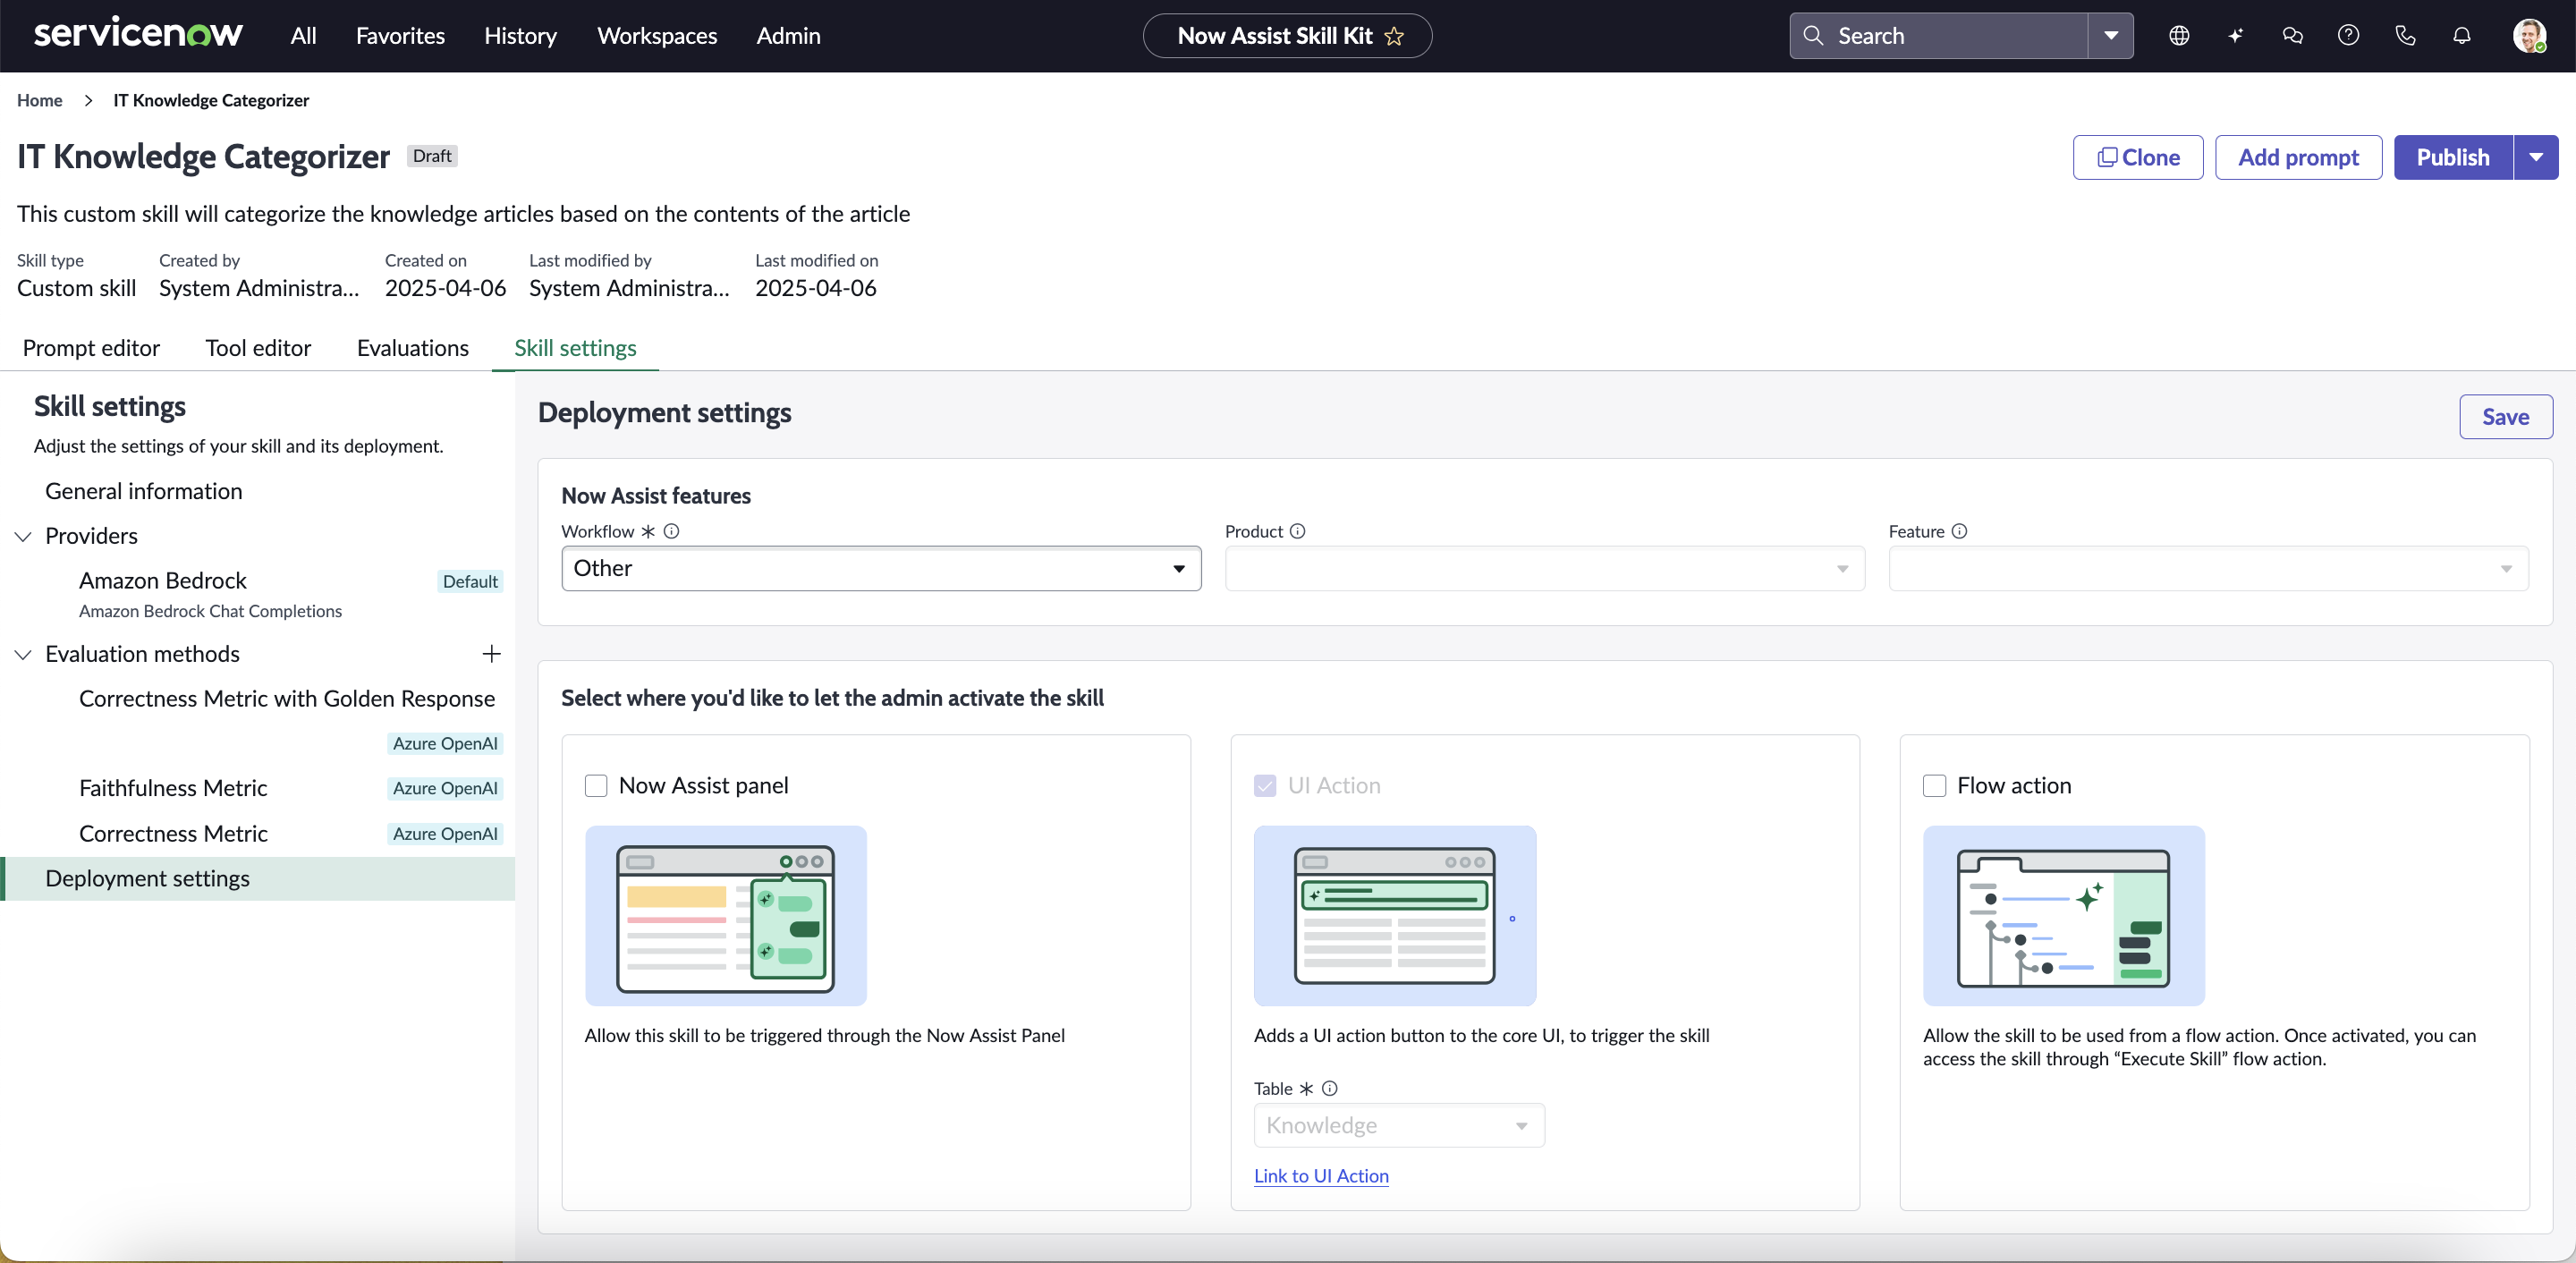 servicenow All Favorites History Workspaces Admin Now Assist Skill Kit Search
Home > IT Knowledge Categorizer
IT Knowledge Categorizer Draft Clone Add prompt Publish
This custom skill will categorize the knowledge articles based on the contents of the article
Skill type Created by Created on Last modified by Last modified on
Custom skill System Administra... 2025-04-06 System Administra... 2025-04-06
Prompt editor Tool editor Evaluations Skill settings
Skill settings
Adjust the settings of your skill and its deployment.
General information
Providers
Amazon Bedrock Default
Amazon Bedrock Chat Completions
Evaluation methods
Correctness Metric with Golden Response
Azure OpenAI
Faithfulness Metric Azure OpenAI
Correctness Metric Azure OpenAI
Deployment settings
Deployment settings Save
Now Assist features
Workflow * Product Feature
Other
Select where you'd like to let the admin activate the skill
Now Assist panel
Allow this skill to be triggered through the Now Assist Panel
UI Action
Adds a UI action button to the core UI, to trigger the skill
Table *
Knowledge
Link to UI Action
Flow action
Allow the skill to be used from a flow action. Once activated, you can
access the skill through “Execute Skill” flow action.